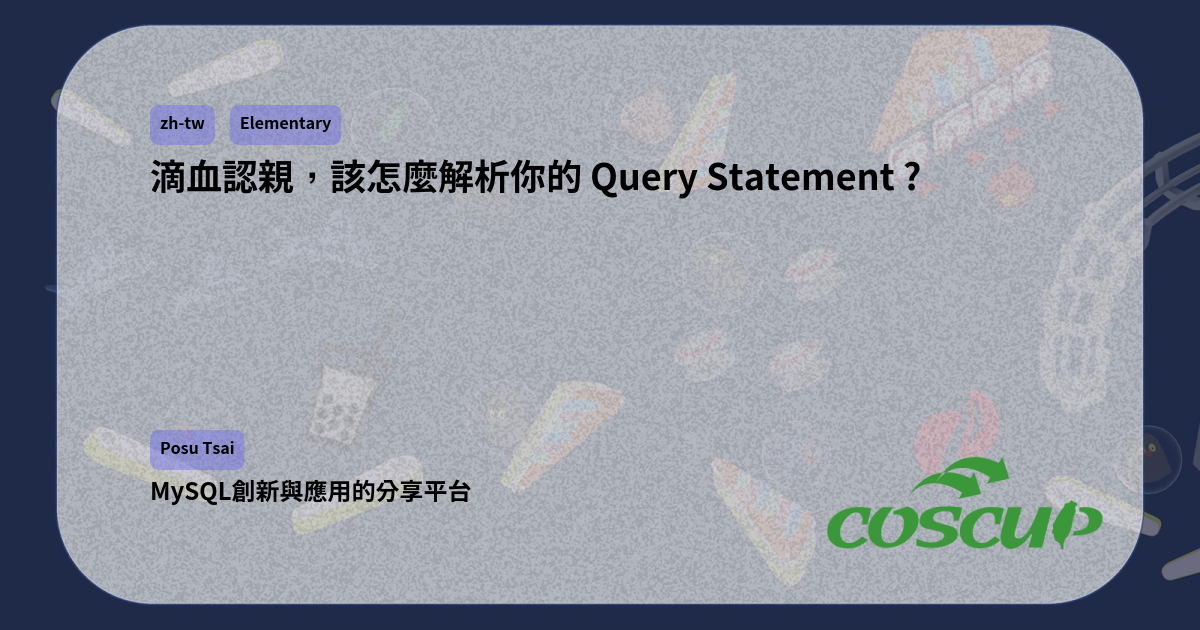 zh-tw Elementary
滴血認親，該怎麼解析你的 Query Statement ?
Posu Tsai
MySQL創新與應用的分享平台
COSCUP